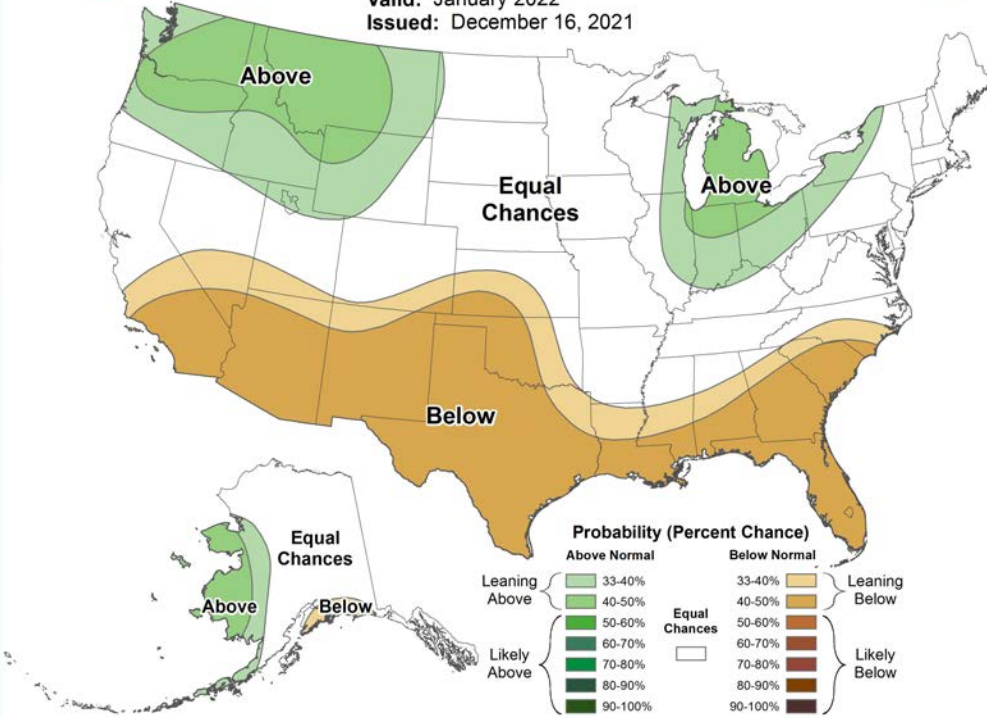 Valid: January 2022
Issued: December 16, 2021
Above
Equal
Chances
Above
Below
Equal
Chances
Above
Below
Probability (Percent Chance)
Above Normal
Below Normal
Leaning
Above
33-40%
40-50%
50-60%
60-70%
70-80%
80-90%
90-100%
Likely
Above
Equal
Chances
33-40%
40-50%
50-60%
60-70%
70-80%
80-90%
90-100%
Leaning
Below
Likely
Below